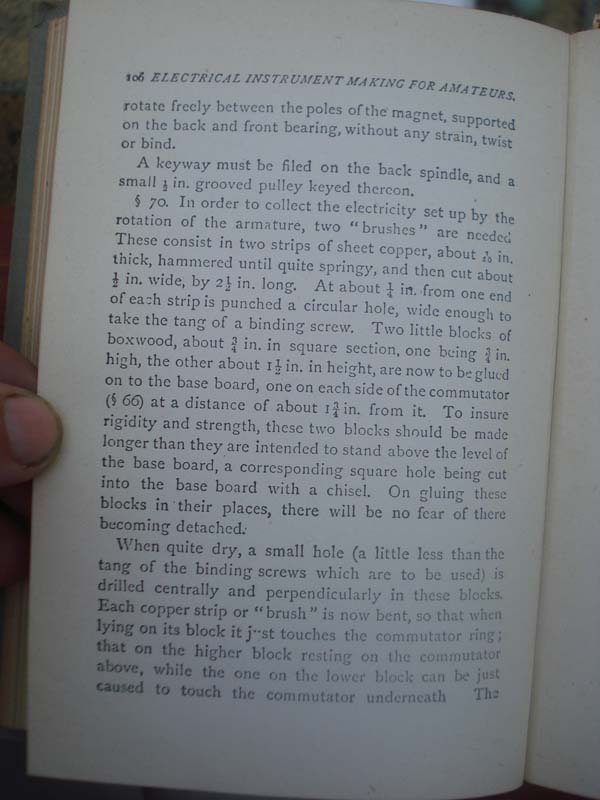 106 ELECTRICAL INSTRUMENT MAKING FOR AMATEURS.
rotate freely between the poles of the magnet, supported
on the back and front bearing, without any strain, twist
or bind.
A keyway must be filed on the back spindle, and a
small ½ in. grooved pulley keyed thereon.
§ 70. In order to collect the electricity set up by the
rotation of the armature, two "brushes" are needed
These consist in two strips of sheet copper, about in.
thick, hammered until quite springy, and then cut about
½ in. wide, by 2½ in. long. At about ¼ in. from one end
of each strip is punched a circular hole, wide enough to
take the tang of a binding screw. Two little blocks of
boxwood, about ¾ in. in square section, one being ¾ in.
high, the other about 1½ in. in height, are now to be glued
on to the base board, one on each side of the commutator
(§ 66) at a distance of about 1¾ in. from it. To insure
rigidity and strength, these two blocks should be made
longer than they are intended to stand above the level of
the base board, a corresponding square hole being cut
into the base board with a chisel. On gluing these
blocks in their places, there will be no fear of there
becoming detached.
When quite dry, a small hole (a little less than the
tang of the binding screws which are to be used) is
drilled centrally and perpendicularly in these blocks.
Each copper strip or "brush" is now bent, so that when
lying on its block it just touches the commutator ring;
that on the higher block resting on the commutator
above, while the one on the lower block can be just
caused to touch the commutator underneath The